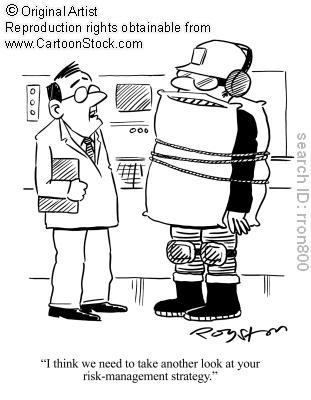 © Original Artist
Reproduction rights obtainable from
www.CartoonStock.com
search ID: rron800
Royston
“I think we need to take another look at your
risk-management strategy.”